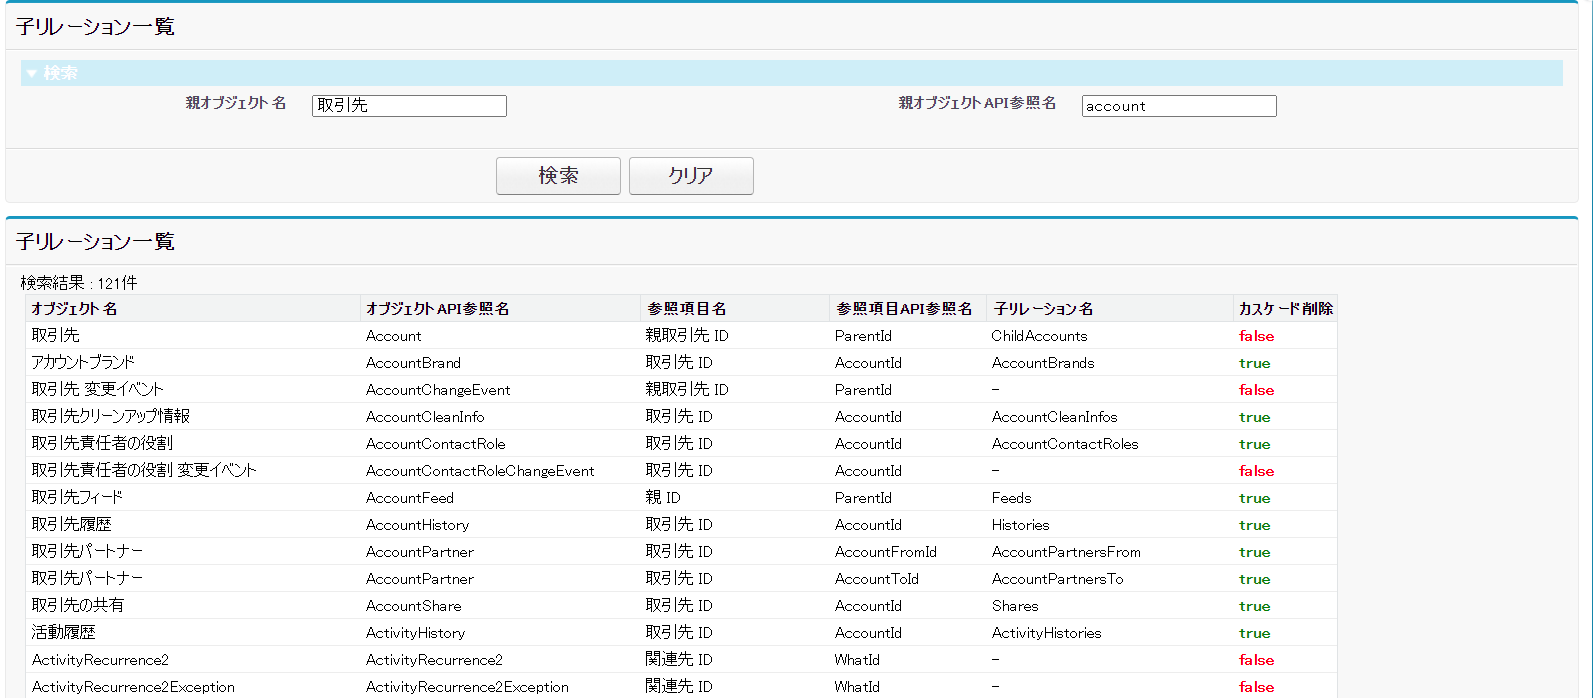 子リレーション一覧
▼ 検索
親オブジェクト名 取引先 親オブジェクトAPI参照名 account
検索 クリア
子リレーション一覧
検索結果 : 121件
オブジェクト名 オブジェクトAPI参照名 参照項目名 参照項目API参照名 子リレーション名 カスケード削除
取引先 Account 親取引先 ID ParentId ChildAccounts false
アカウントブランド AccountBrand 取引先 ID AccountId AccountBrands true
取引先 変更イベント AccountChangeEvent 親取引先 ID ParentId - false
取引先クリーンアップ情報 AccountCleanInfo 取引先 ID AccountId AccountCleanInfos true
取引先責任者の役割 AccountContactRole 取引先 ID AccountId AccountContactRoles true
取引先責任者の役割 変更イベント AccountContactRoleChangeEvent 取引先 ID AccountId - false
取引先フィード AccountFeed 親 ID ParentId Feeds true
取引先履歴 AccountHistory 取引先 ID AccountId Histories true
取引先パートナー AccountPartner 取引先 ID AccountFromId AccountPartnersFrom true
取引先パートナー AccountPartner 取引先 ID AccountToId AccountPartnersTo true
取引先の共有 AccountShare 取引先 ID AccountId Shares true
活動履歴 ActivityHistory 取引先 ID AccountId ActivityHistories true
ActivityRecurrence2 ActivityRecurrence2 関連先 ID WhatId - false
ActivityRecurrence2Exception ActivityRecurrence2Exception 関連先 ID WhatId - false